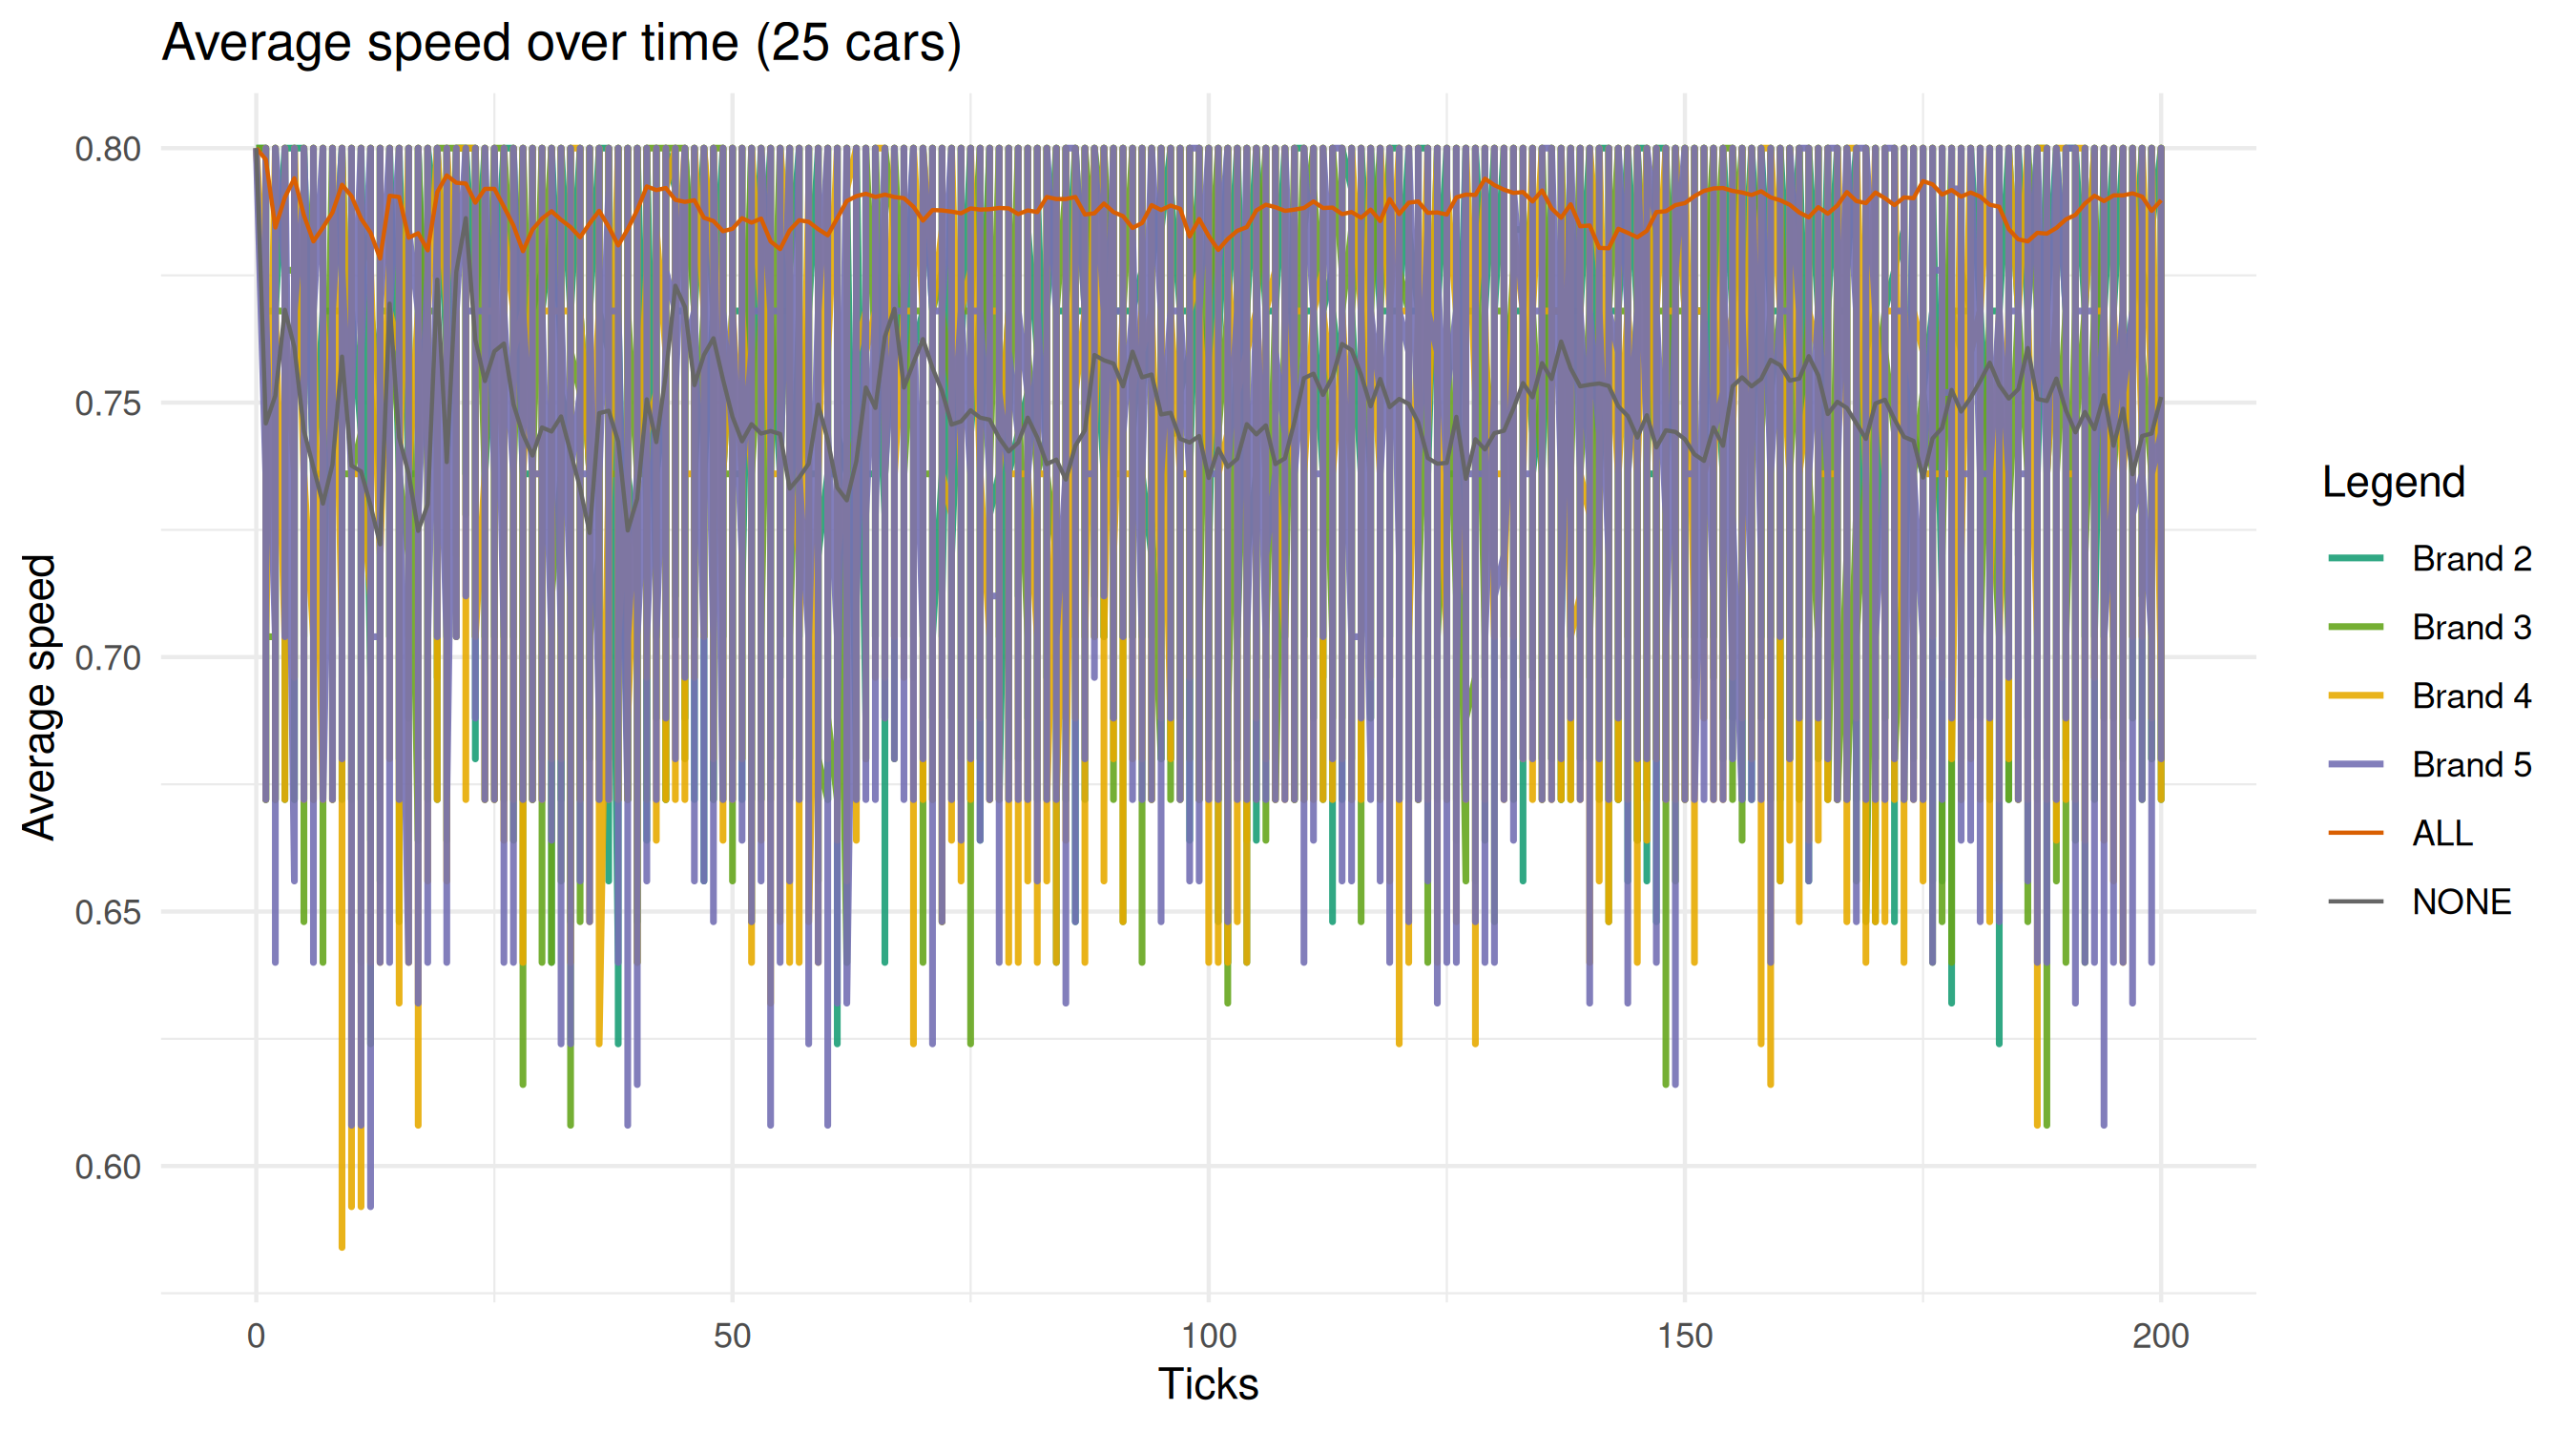 Average speed over time (25 cars)
0.80
0.75
0.70
0.65
0.60
Average speed
0
50
100
150
200
Ticks
Legend
Brand 2
Brand 3
Brand 4
Brand 5
ALL
NONE